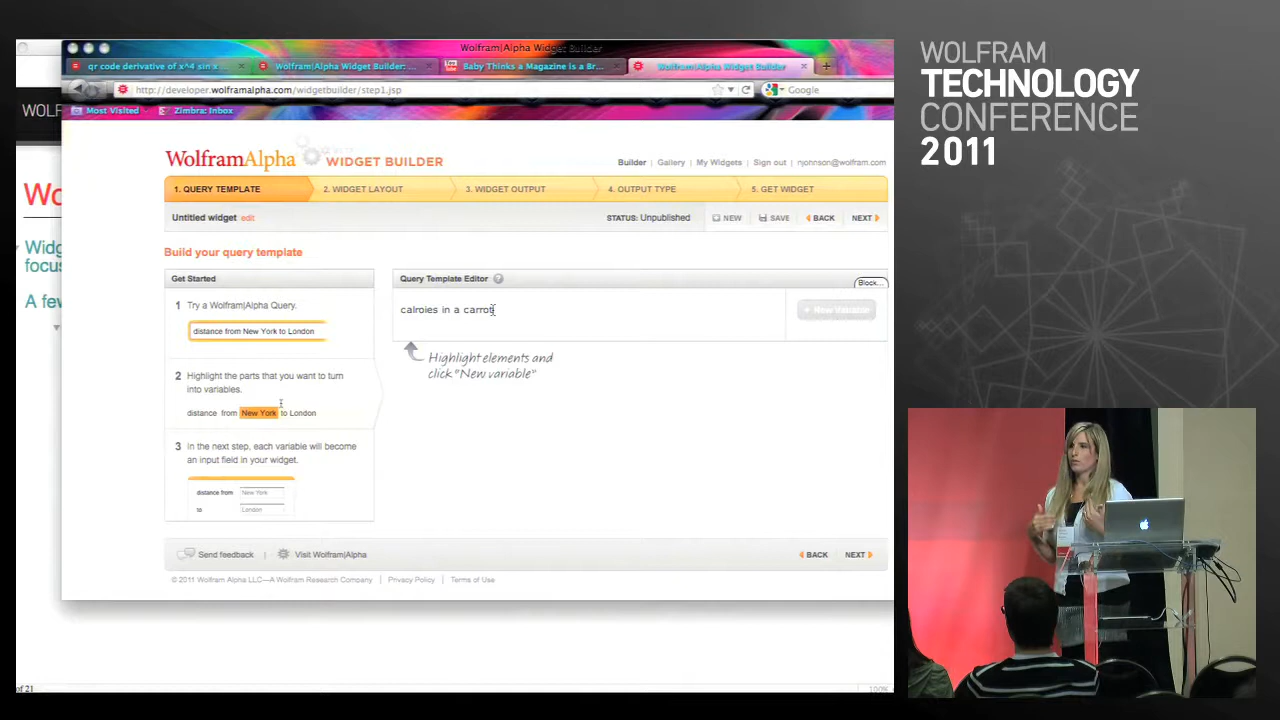 WOLFRAM
TECHNOLOGY
CONFERENCE
2011
Wolfram|Alpha Widget Builder
qr code derivative of x^4 sin x ...
Wolfram|Alpha Widget Builder: ...
Baby Thinks a Magazine is a Br...
Wolfram|Alpha Widget Builder
http://developer.wolframalpha.com/widgetbuilder/step1.jsp
Google
Most Visited
Zimbra: Inbox
WOLF
Wo
Widg
focus
A few
WolframAlpha WIDGET BUILDER
Builder | Gallery | My Widgets | Sign out | njohnson@wolfram.com
1. QUERY TEMPLATE
2. WIDGET LAYOUT
3. WIDGET OUTPUT
4. OUTPUT TYPE
5. GET WIDGET
Untitled widget edit
STATUS: Unpublished
NEW
SAVE
BACK
NEXT
Build your query template
Get Started
1 Try a Wolfram|Alpha Query.
distance from New York to London
2 Highlight the parts that you want to turn
into variables.
distance from New York to London
3 In the next step, each variable will become
an input field in your widget.
distance from New York
to London
Query Template Editor ?
Block...
calroies in a carrot
+ New Variable
Highlight elements and
click "New variable"
Send feedback | Visit Wolfram|Alpha
BACK
NEXT
© 2011 Wolfram Alpha LLC—A Wolfram Research Company | Privacy Policy | Terms of Use
of 21
100%